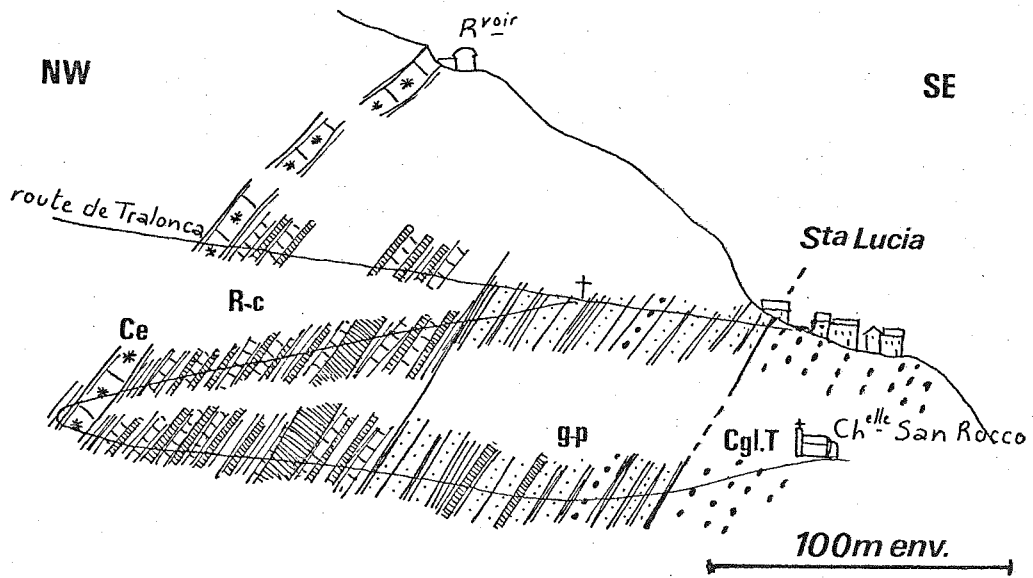 Rvoir
NW
SE
route de Tralonca
Sta Lucia
R-c
Ce
g-p
Cgl.T
Chelle San Rocco
100m env.